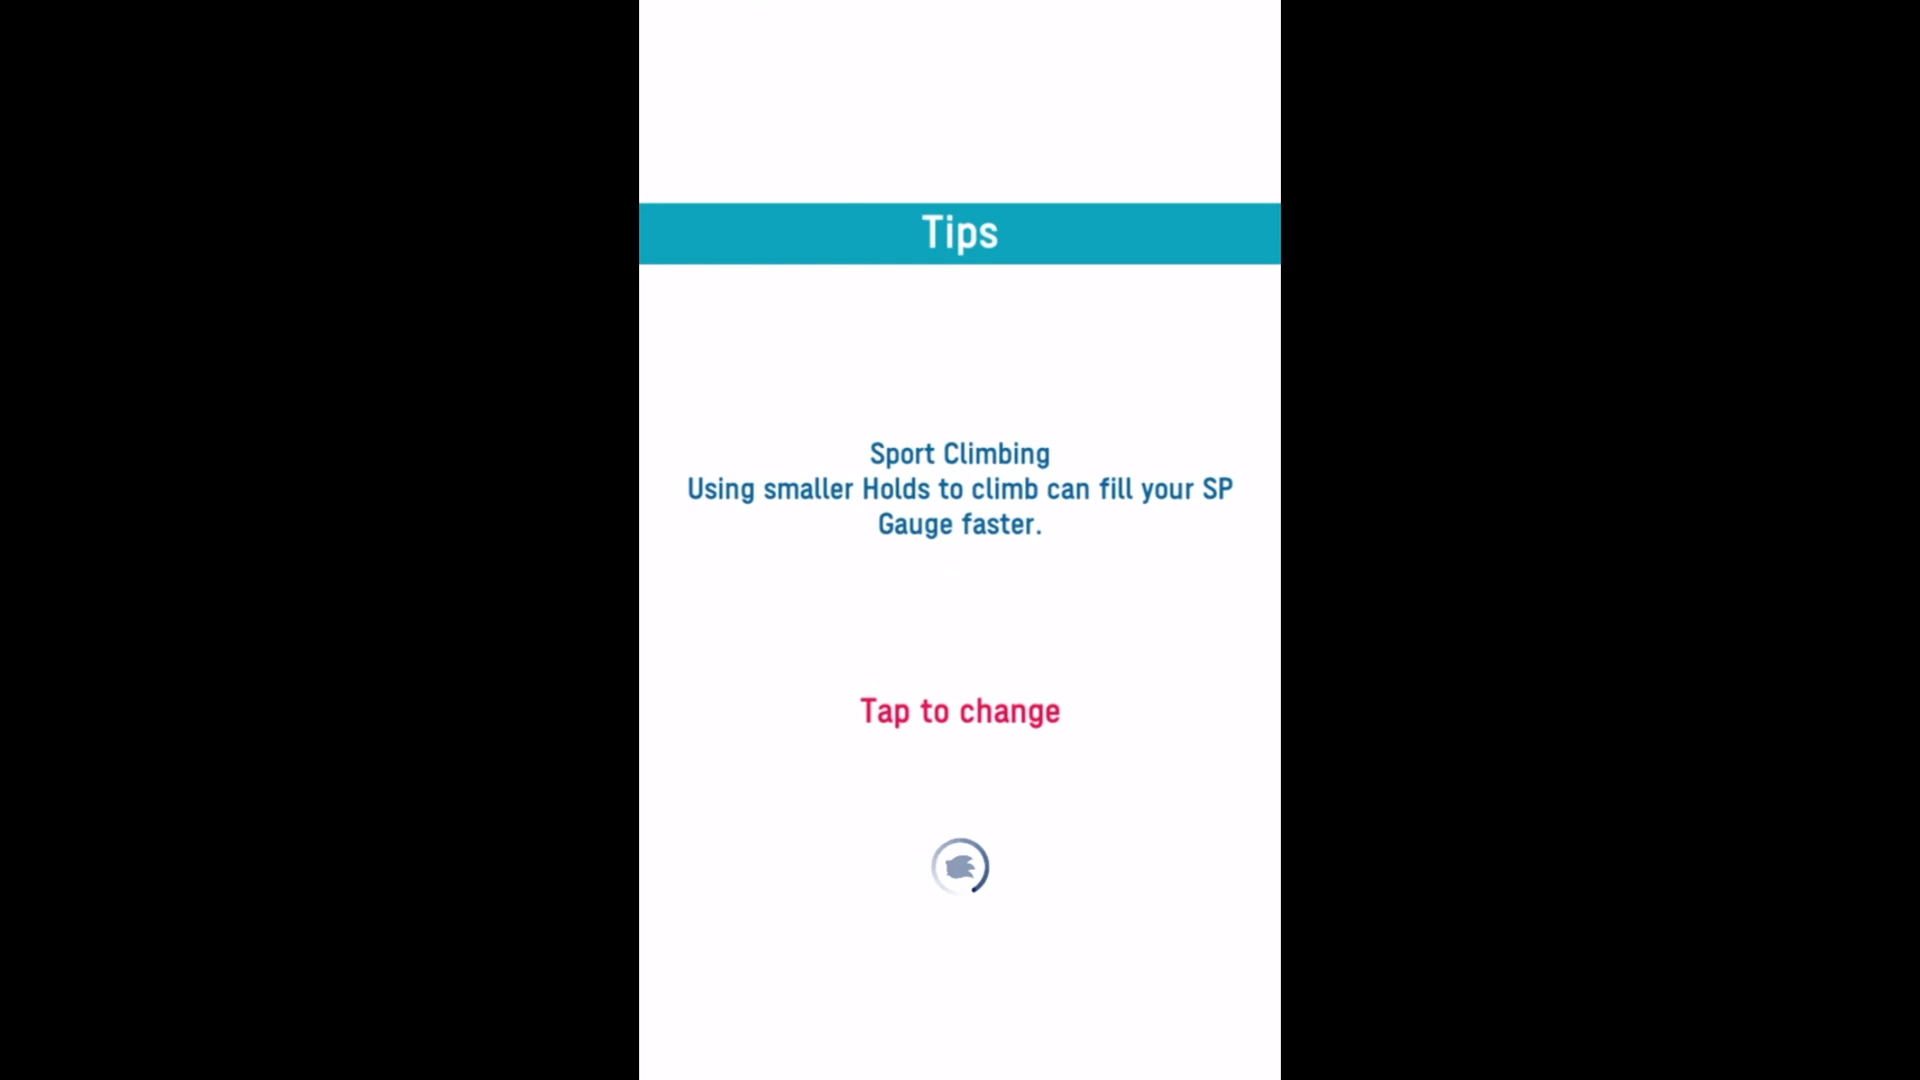 Tips
Sport Climbing
Using smaller Holds to climb can fill your SP
Gauge faster.
Tap to change